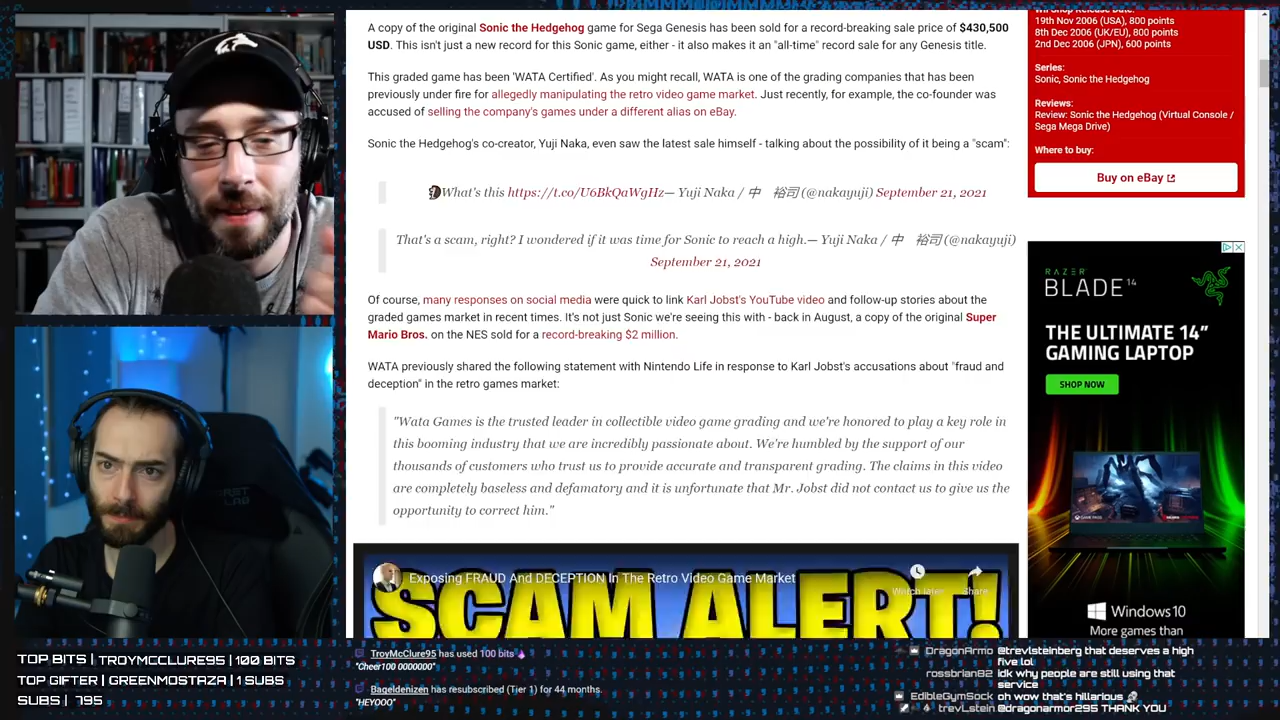 A copy of the original Sonic the Hedgehog game for Sega Genesis has been sold for a record-breaking sale price of $430,500
USD. This isn't just a new record for this Sonic game, either - it also makes it an "all-time" record sale for any Genesis title.
This graded game has been 'WATA Certified'. As you might recall, WATA is one of the grading companies that has been
previously under fire for allegedly manipulating the retro video game market. Just recently, for example, the co-founder was
accused of selling the company's games under a different alias on eBay.
Sonic the Hedgehog's co-creator, Yuji Naka, even saw the latest sale himself - talking about the possibility of it being a "scam":
What's this https://t.co/U6BkQaWgHz— Yuji Naka / 中　裕司 (@nakayuji) September 21, 2021
That's a scam, right? I wondered if it was time for Sonic to reach a high.— Yuji Naka / 中　裕司 (@nakayuji)
September 21, 2021
Of course, many responses on social media were quick to link Karl Jobst's YouTube video and follow-up stories about the
graded games market in recent times. It's not just Sonic we're seeing this with - back in August, a copy of the original Super
Mario Bros. on the NES sold for a record-breaking $2 million.
WATA previously shared the following statement with Nintendo Life in response to Karl Jobst's accusations about "fraud and
deception" in the retro games market:
"Wata Games is the trusted leader in collectible video game grading and we're honored to play a key role in
this booming industry that we are incredibly passionate about. We're humbled by the support of our
thousands of customers who trust us to provide accurate and transparent grading. The claims in this video
are completely baseless and defamatory and it is unfortunate that Mr. Jobst did not contact us to give us the
opportunity to correct him."
Exposing FRAUD And DECEPTION In The Retro Video Game Market
Watch later
Share
SCAM ALERT!
19th Nov 2006 (USA), 800 points
8th Dec 2006 (UK/EU), 800 points
2nd Dec 2006 (JPN), 600 points
Series:
Sonic, Sonic the Hedgehog
Reviews:
Review: Sonic the Hedgehog (Virtual Console /
Sega Mega Drive)
Where to buy:
Buy on eBay
RAZER
BLADE 14
THE ULTIMATE 14"
GAMING LAPTOP
SHOP NOW
Windows 10
More games than
TOP BITS | TROYMCCLURE95 | 100 BITS
TOP GIFTER | GREENMOSTAZA | 1 SUBS
SUBS | 795
TroyMcClure95 has used 100 bits
"Cheer100 0000000"
Bageldenizen has resubscribed (Tier 1) for 44 months.
"HEYOOO"
DragonArmo @trevlsteinberg that deserves a high
five lol
rossbrian82 idk why people are still using that
service
EdibleGymSock oh wow that's hilarious
trevLstein @dragonarmor295 THANK YOU